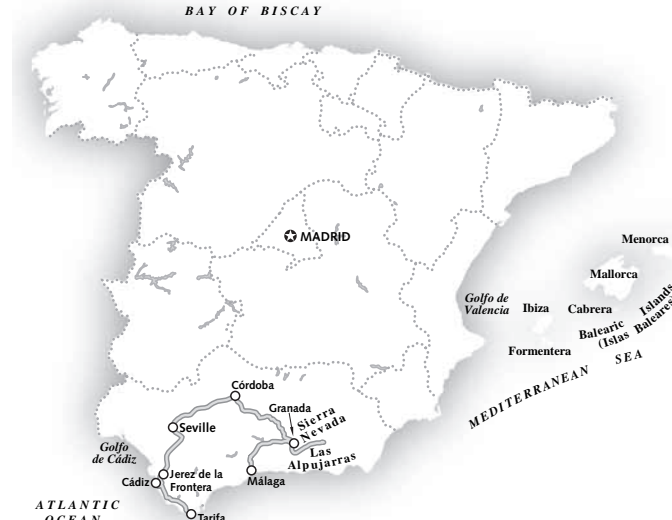 BAY OF BISCAY
MADRID
Menorca
Mallorca
Golfo de
Valencia
Ibiza
Cabrera
Balearic Islands
(Islas Baleares)
Formentera
MEDITERRANEAN SEA
Córdoba
Granada
Sierra
Nevada
Seville
Las
Alpujarras
Golfo
de Cádiz
Jerez de la
Frontera
Cádiz
Málaga
ATLANTIC
OCEAN
Tarifa